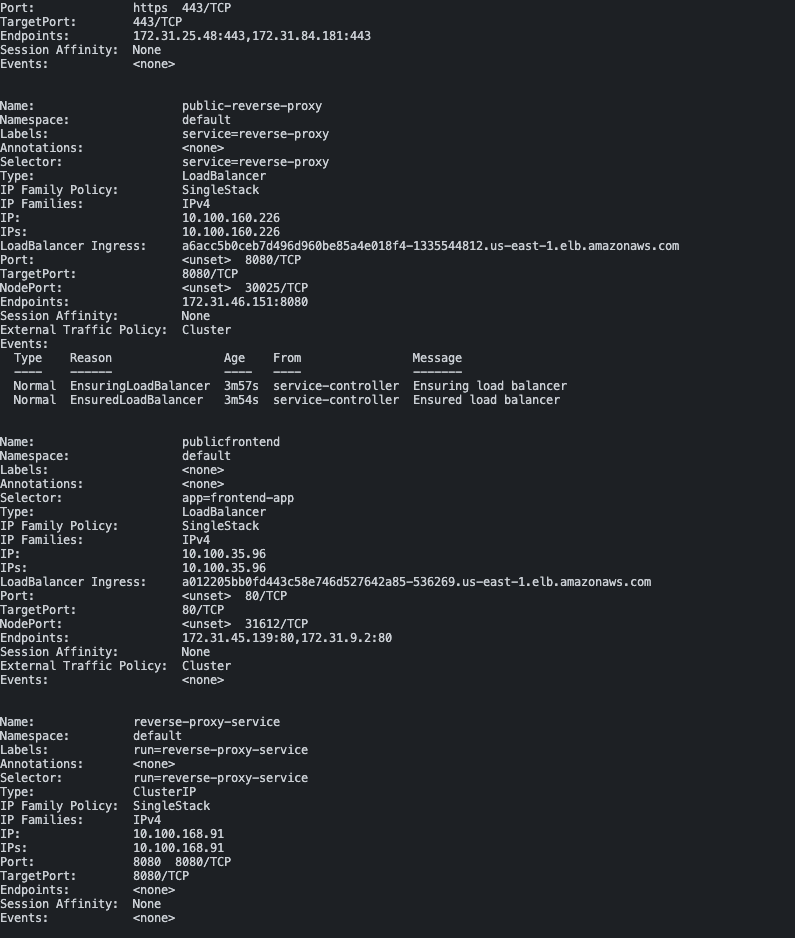 Port:              https  443/TCP
TargetPort:        443/TCP
Endpoints:         172.31.25.48:443,172.31.84.181:443
Session Affinity:  None
Events:            <none>


Name:                     public-reverse-proxy
Namespace:                default
Labels:                   service=reverse-proxy
Annotations:              <none>
Selector:                 service=reverse-proxy
Type:                     LoadBalancer
IP Family Policy:         SingleStack
IP Families:              IPv4
IP:                       10.100.160.226
IPs:                      10.100.160.226
LoadBalancer Ingress:     a6acc5b0ceb7d496d960be85a4e018f4-1335544812.us-east-1.elb.amazonaws.com
Port:                     <unset>  8080/TCP
TargetPort:               8080/TCP
NodePort:                 <unset>  30025/TCP
Endpoints:                172.31.46.151:8080
Session Affinity:         None
External Traffic Policy:  Cluster
Events:
  Type    Reason                Age    From                Message
  ----    ------                ----   ----                -------
  Normal  EnsuringLoadBalancer  3m57s  service-controller  Ensuring load balancer
  Normal  EnsuredLoadBalancer   3m54s  service-controller  Ensured load balancer


Name:                     publicfrontend
Namespace:                default
Labels:                   <none>
Annotations:              <none>
Selector:                 app=frontend-app
Type:                     LoadBalancer
IP Family Policy:         SingleStack
IP Families:              IPv4
IP:                       10.100.35.96
IPs:                      10.100.35.96
LoadBalancer Ingress:     a012205bb0fd443c58e746d527642a85-536269.us-east-1.elb.amazonaws.com
Port:                     <unset>  80/TCP
TargetPort:               80/TCP
NodePort:                 <unset>  31612/TCP
Endpoints:                172.31.45.139:80,172.31.9.2:80
Session Affinity:         None
External Traffic Policy:  Cluster
Events:                   <none>


Name:              reverse-proxy-service
Namespace:         default
Labels:            run=reverse-proxy-service
Annotations:       <none>
Selector:          run=reverse-proxy-service
Type:              ClusterIP
IP Family Policy:  SingleStack
IP Families:       IPv4
IP:                10.100.168.91
IPs:               10.100.168.91
Port:              8080  8080/TCP
TargetPort:        8080/TCP
Endpoints:         <none>
Session Affinity:  None
Events:            <none>